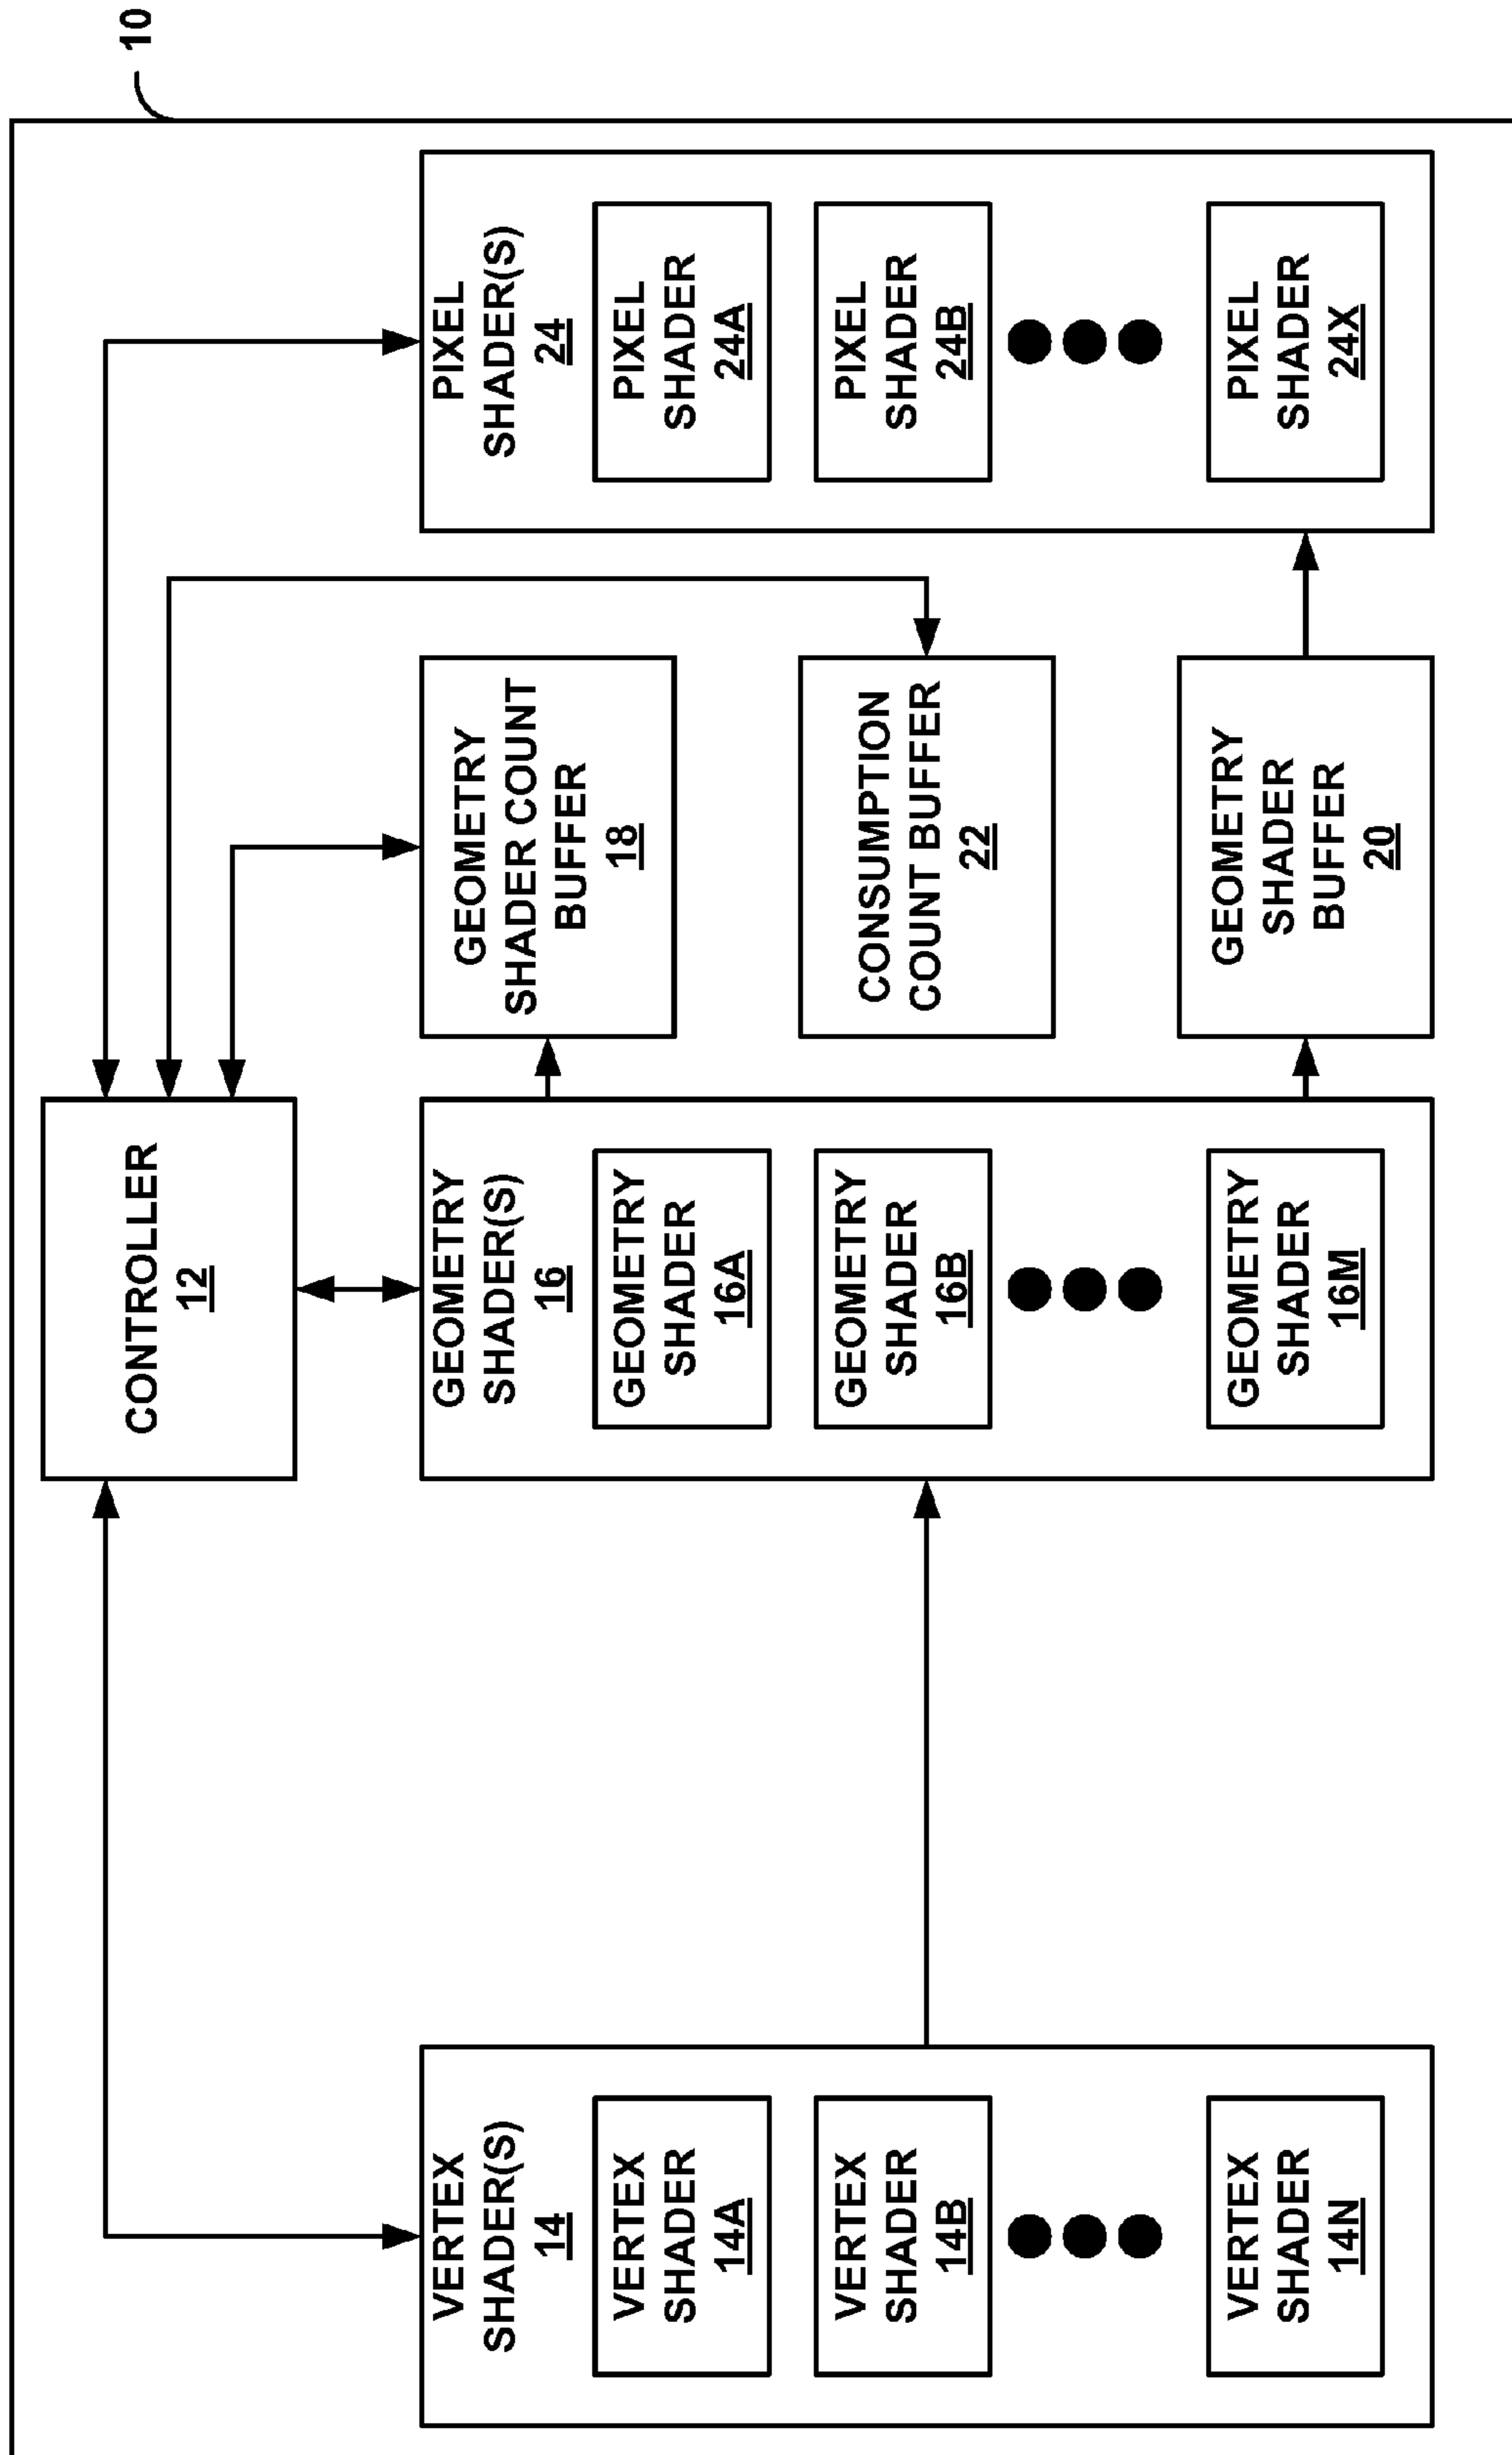 10
CONTROLLER
12
VERTEX
SHADER(S)
14
VERTEX
SHADER
14A
VERTEX
SHADER
14B
VERTEX
SHADER
14N
GEOMETRY
SHADER(S)
16
GEOMETRY
SHADER
16A
GEOMETRY
SHADER
16B
GEOMETRY
SHADER
16M
GEOMETRY
SHADER COUNT
BUFFER
18
CONSUMPTION
COUNT BUFFER
22
GEOMETRY
SHADER
BUFFER
20
PIXEL
SHADER(S)
24
PIXEL
SHADER
24A
PIXEL
SHADER
24B
PIXEL
SHADER
24X